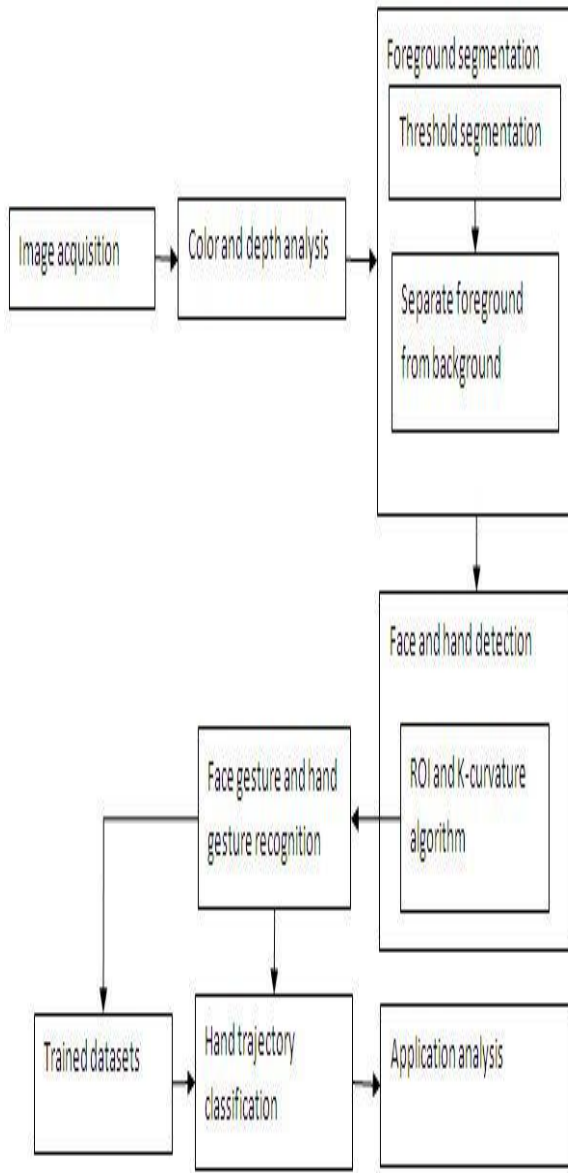 Foreground segmentation
Threshold segmentation
Image acquisition
Color and depth analysis
Separate foreground
from background
Face and hand detection
ROI and K-curvature
algorithm
Face gesture and hand
gesture recognition
Trained datasets
Hand trajectory
classification
Application analysis